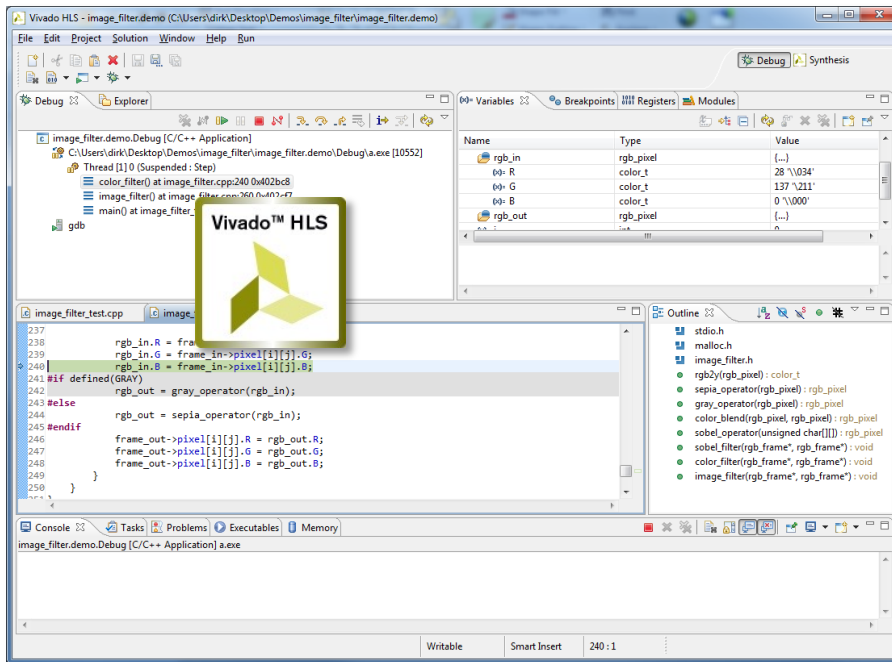 Vivado HLS - image_filter.demo (C:\Users\dirk\Desktop\Demos\image_filter\image_filter.demo)
File Edit Project Solution Window Help Run
Debug Synthesis
Debug Explorer
image_filter.demo.Debug [C/C++ Application]
C:\Users\dirk\Desktop\Demos\image_filter\image_filter.demo\Debug\a.exe [10552]
Thread [1] 0 (Suspended : Step)
color_filter() at image_filter.cpp:240 0x402bc8
image_filter() at image_filter.cpp:260 0x402cf7
main() at image_filter
gdb
Vivado™ HLS
(x)= Variables Breakpoints Registers Modules
Name Type Value
rgb_in rgb_pixel {...}
(x)= R color_t 28 '\\034'
(x)= G color_t 137 '\211'
(x)= B color_t 0 '\\000'
rgb_out rgb_pixel {...}
image_filter_test.cpp image_
237
238 rgb_in.R = fra
239 rgb_in.G = frame_in->pixel[i][j].G;
240 rgb_in.B = frame_in->pixel[i][j].B;
241 #if defined(GRAY)
242 rgb_out = gray_operator(rgb_in);
243 #else
244 rgb_out = sepia_operator(rgb_in);
245 #endif
246 frame_out->pixel[i][j].R = rgb_out.R;
247 frame_out->pixel[i][j].G = rgb_out.G;
248 frame_out->pixel[i][j].B = rgb_out.B;
249 }
250 }
Outline
stdio.h
malloc.h
image_filter.h
rgb2y(rgb_pixel) : color_t
sepia_operator(rgb_pixel) : rgb_pixel
gray_operator(rgb_pixel) : rgb_pixel
color_blend(rgb_pixel, rgb_pixel) : rgb_pixel
sobel_operator(unsigned char[][]) : rgb_pixel
sobel_filter(rgb_frame*, rgb_frame*) : void
color_filter(rgb_frame*, rgb_frame*) : void
image_filter(rgb_frame*, rgb_frame*) : void
Console Tasks Problems Executables Memory
image_filter.demo.Debug [C/C++ Application] a.exe
Writable Smart Insert 240 : 1